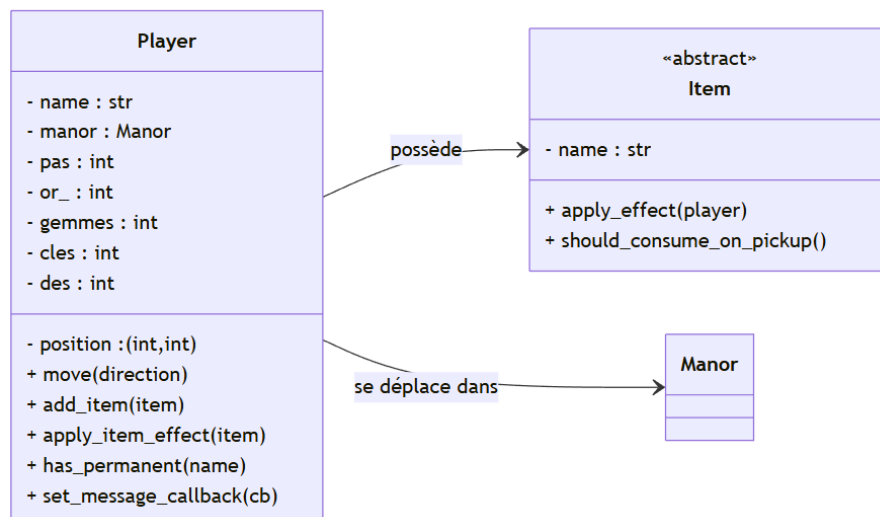 Player
- name : str
- manor : Manor
- pas : int
- or_ : int
- gemmes : int
- cles : int
- des : int
- position :(int,int)
+ move(direction)
+ add_item(item)
+ apply_item_effect(item)
+ has_permanent(name)
+ set_message_callback(cb)
possède
«abstract»
Item
- name : str
+ apply_effect(player)
+ should_consume_on_pickup()
se déplace dans
Manor